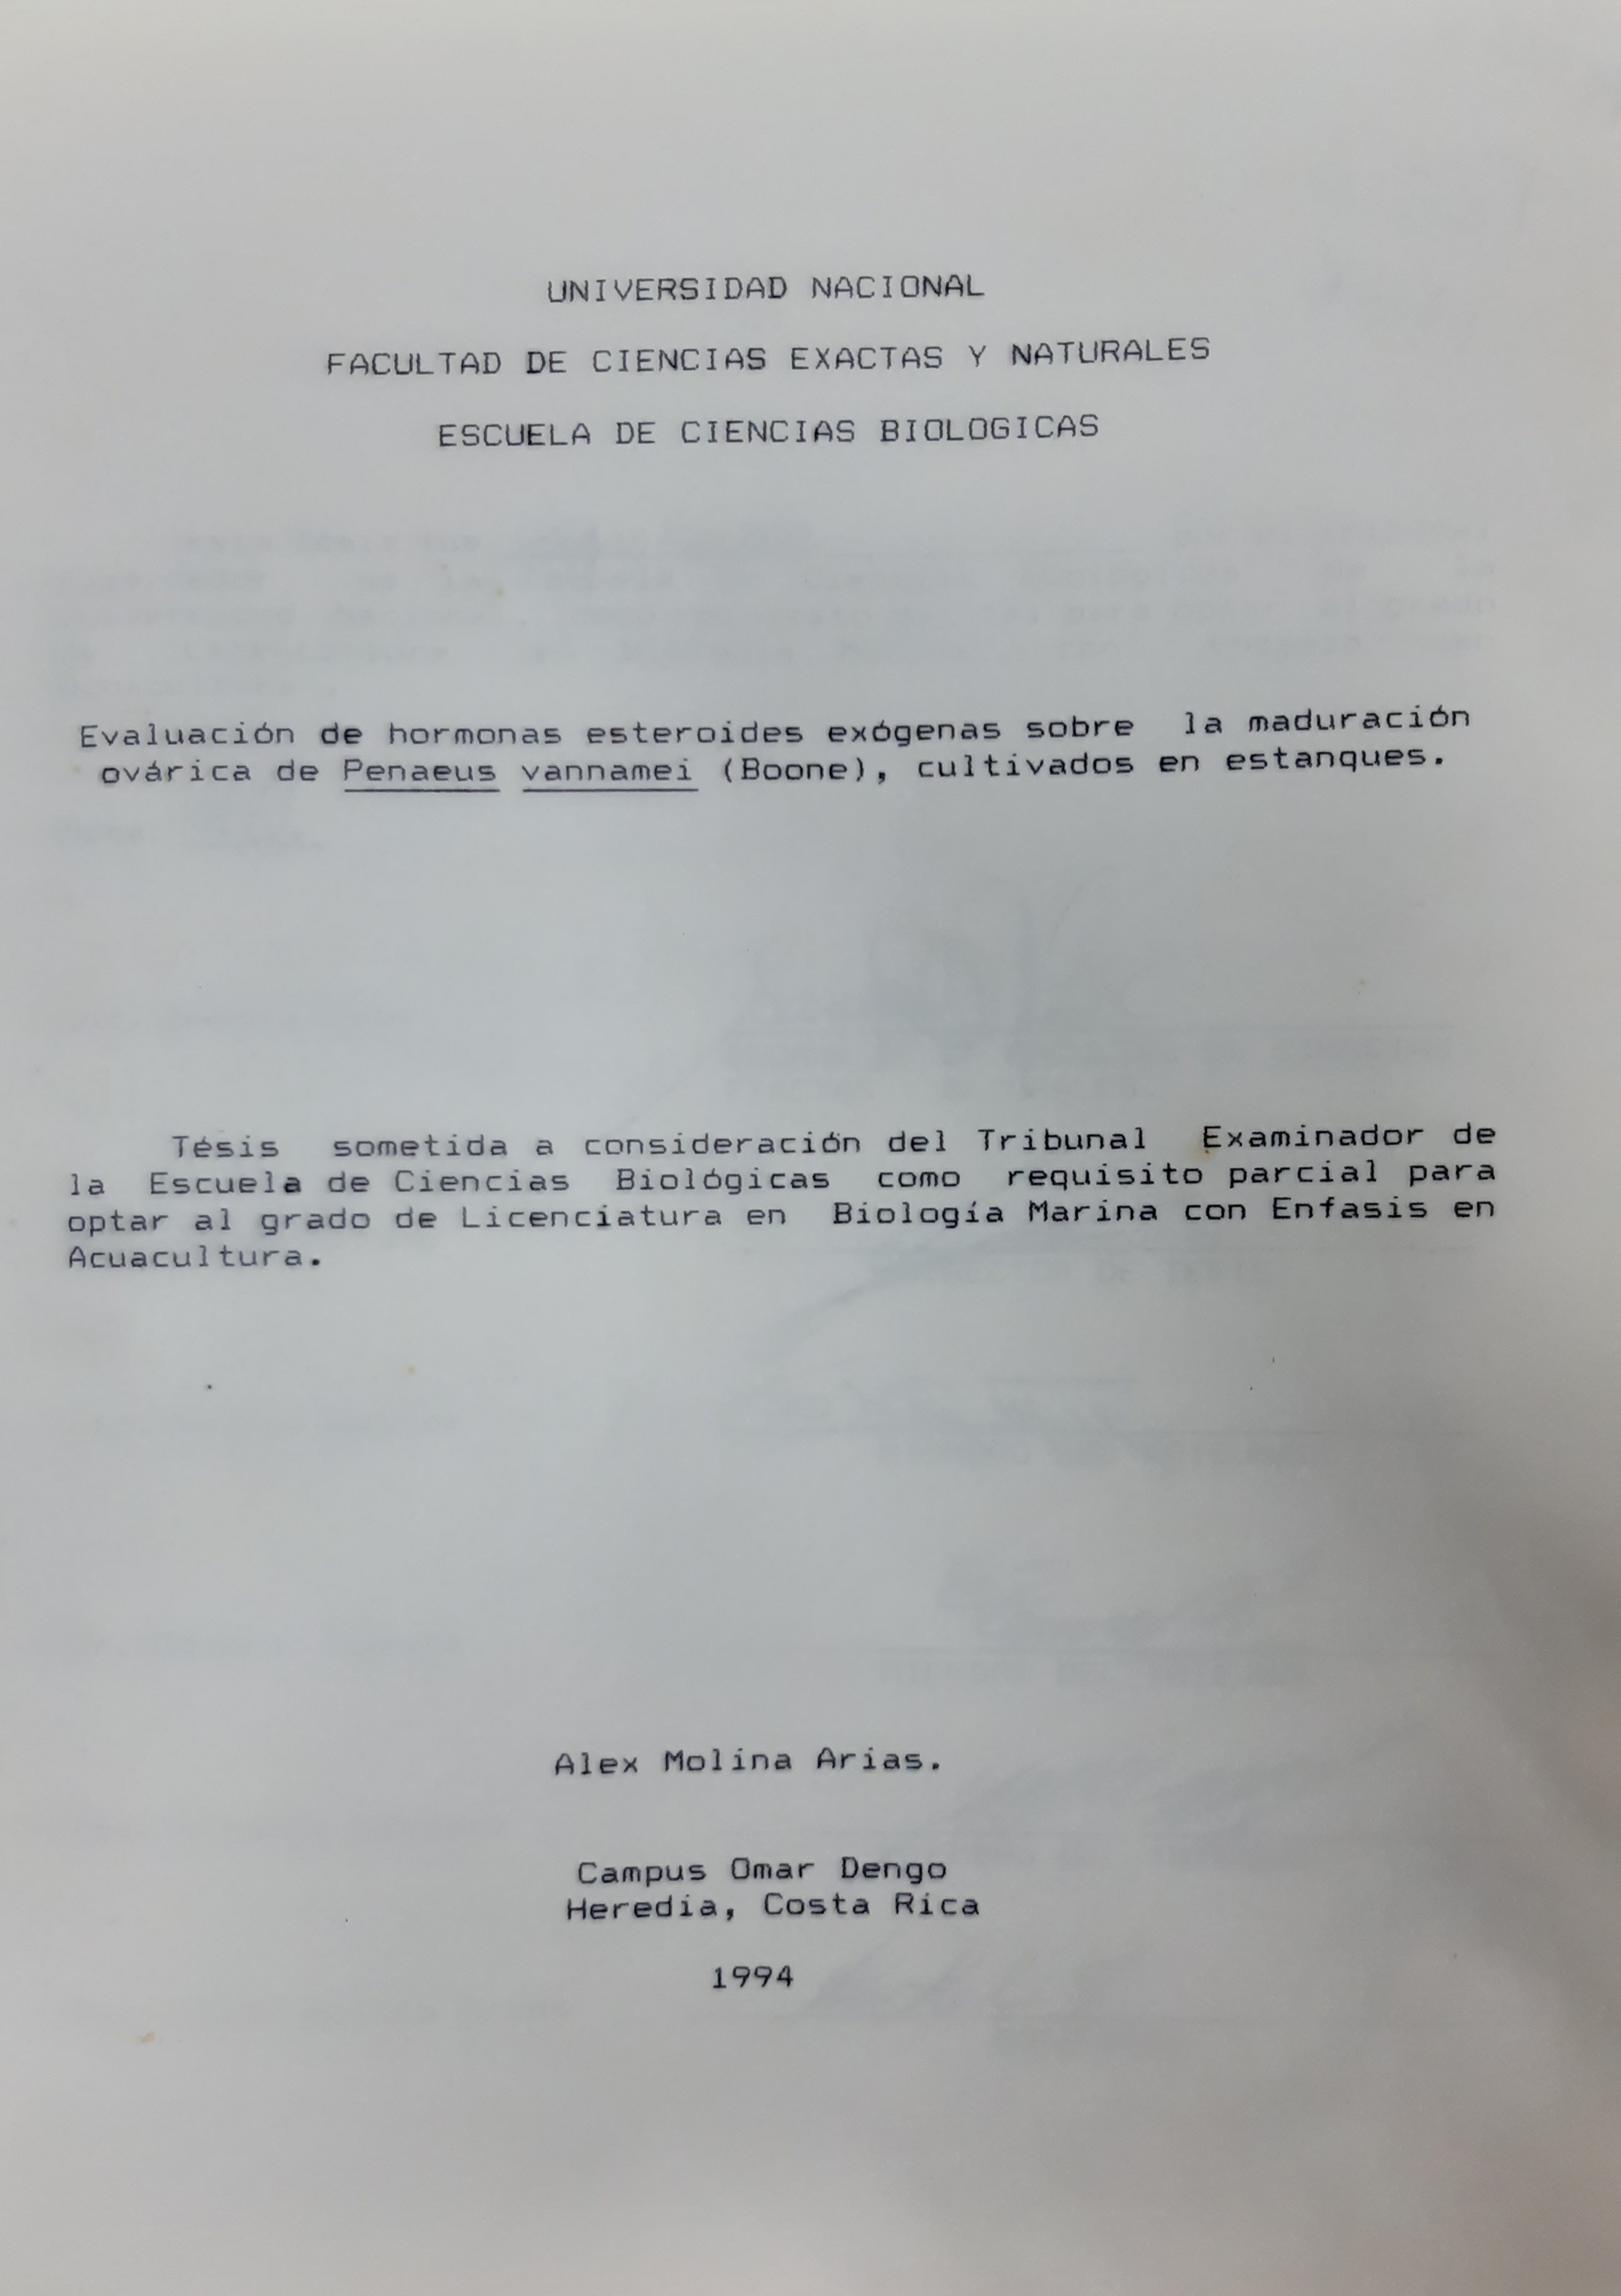 UNIVERSIDAD NACIONAL
FACULTAD DE CIENCIAS EXACTAS Y NATURALES
ESCUELA DE CIENCIAS BIOLOGICAS
Evaluación de hormonas esteroides exógenas sobre la maduración
ovárica de Penaeus vannamei (Boone), cultivados en estanques.
Tésis sometida a consideración del Tribunal Examinador de
la Escuela de Ciencias Biológicas como requisito parcial para
optar al grado de Licenciatura en Biología Marina con Enfasis en
Acuacultura.
Alex Molina Arias.
Campus Omar Dengo
Heredia, Costa Rica
1994